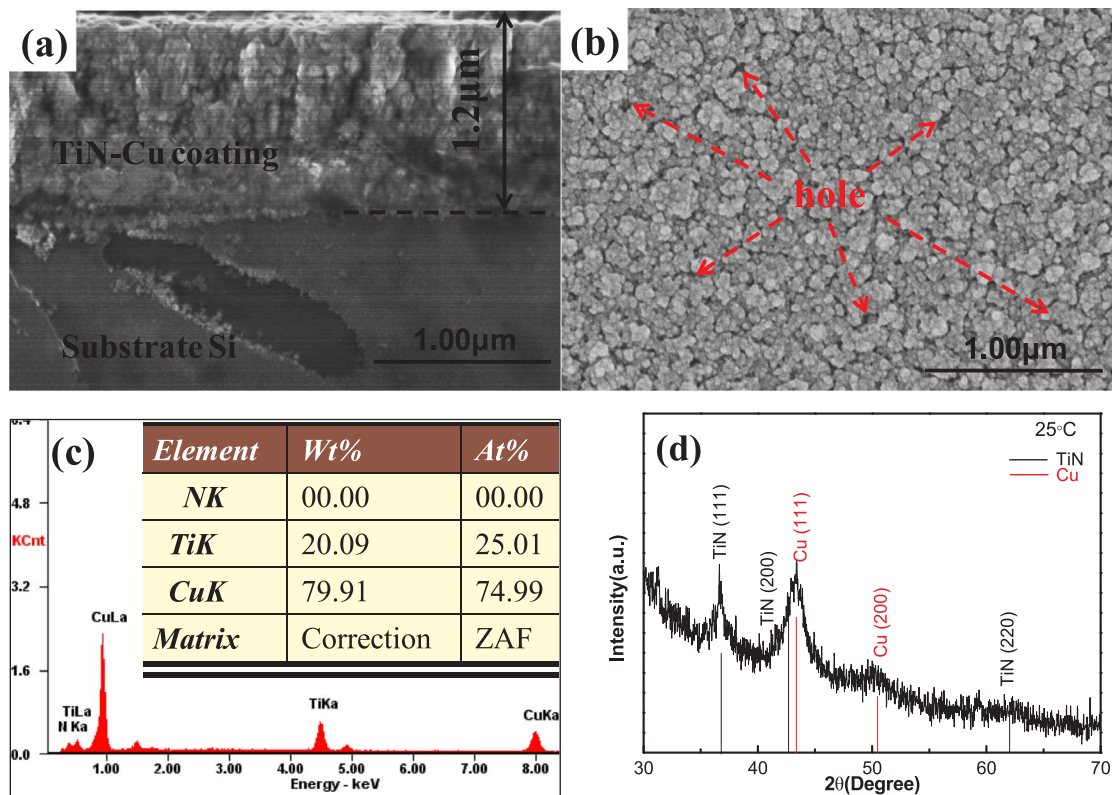 (a)
1.2μm
TiN-Cu coating
Substrate Si
1.00μm
(b)
hole
1.00μm
(c)
Element Wt% At%
NK 00.00 00.00
TiK 20.09 25.01
CuK 79.91 74.99
Matrix Correction ZAF
4.8
KCnt
3.2
1.6
0.0
CuLa
TiLa
N Ka
TiKa
CuKa
1.00 2.00 3.00 4.00 5.00 6.00 7.00 8.00
Energy - keV
(d)
25°C
TiN
Cu
TiN (111)
TiN (200)
Cu (111)
Cu (200)
TiN (220)
Intensity(a.u.)
30 40 50 60 70
2θ(Degree)